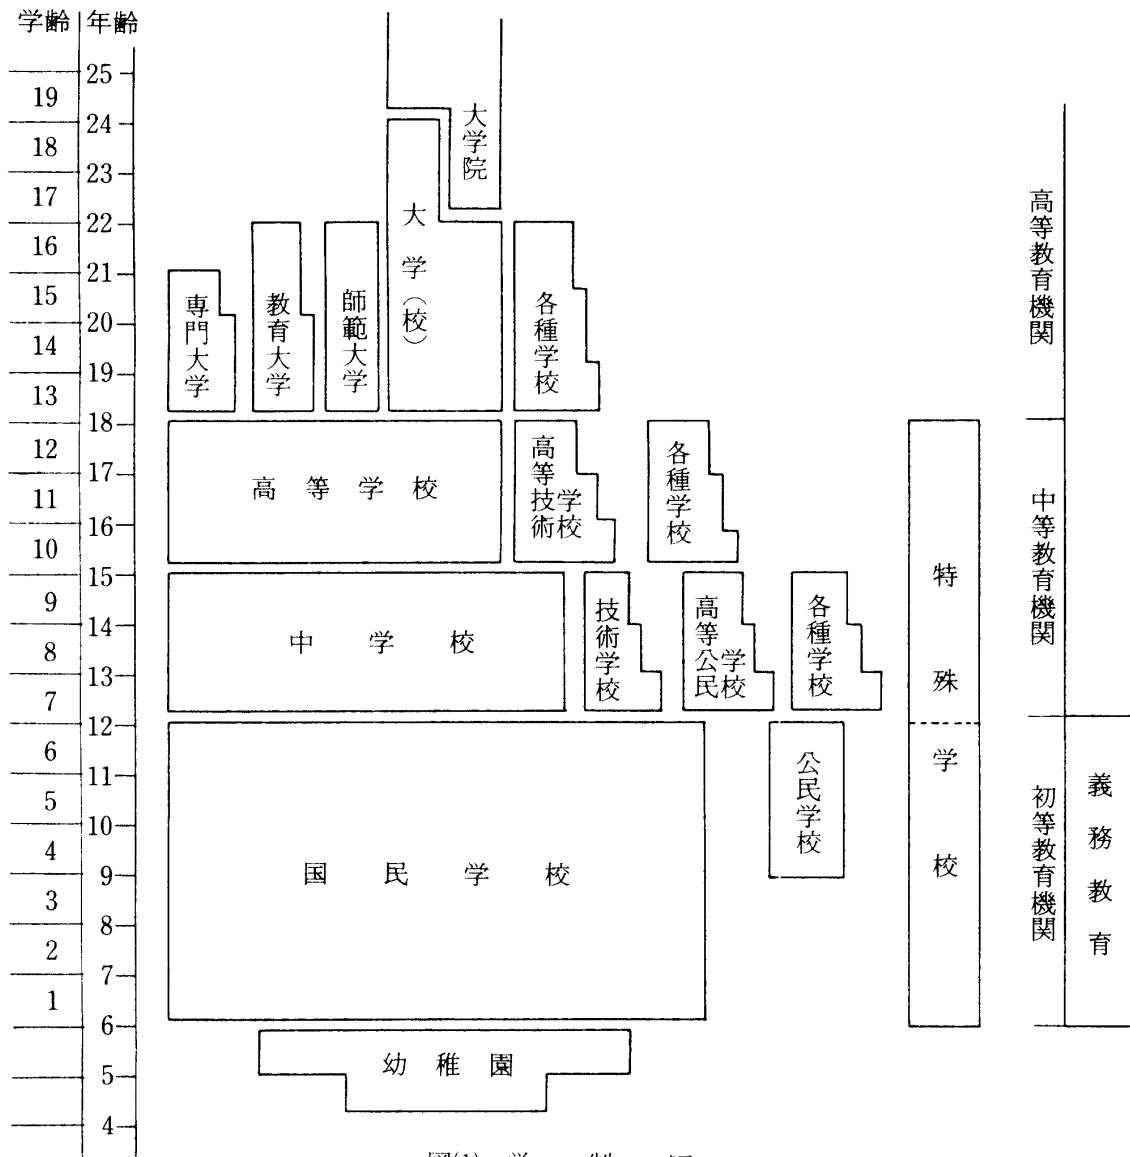 学齢 年齢
25
19
24
18
23
17
22
16
21
15
20
14
19
13
18
12
17
11
16
10
15
9
14
8
13
7
12
6
11
5
10
4
9
3
8
2
7
1
6
5
4
大学院
大学(校)
専門大学
教育大学
師範大学
各種学校
高等学校
高等技術学校
各種学校
中学校
技術学校
高等公民学校
各種学校
国民学校
公民学校
特殊学校
幼稚園
高等教育機関
中等教育機関
初等教育機関
義務教育